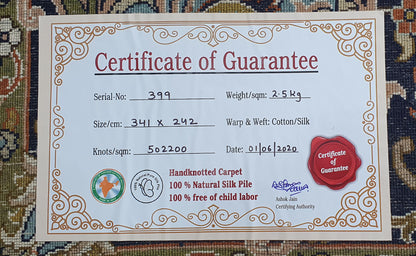 Certificate of Guarantee
Serial-No: 399 Weight/sqm: 2.5kg
Size/cm: 341 x 242 Warp & Weft: Cotton/Silk
Knots/sqm: 502200 Date: 01/06/2020
Handknotted Carpet
100 % Natural Silk Pile
100 % free of child labor
Certificate
of
Guarantee
Ashok Jain
Certifying Authority